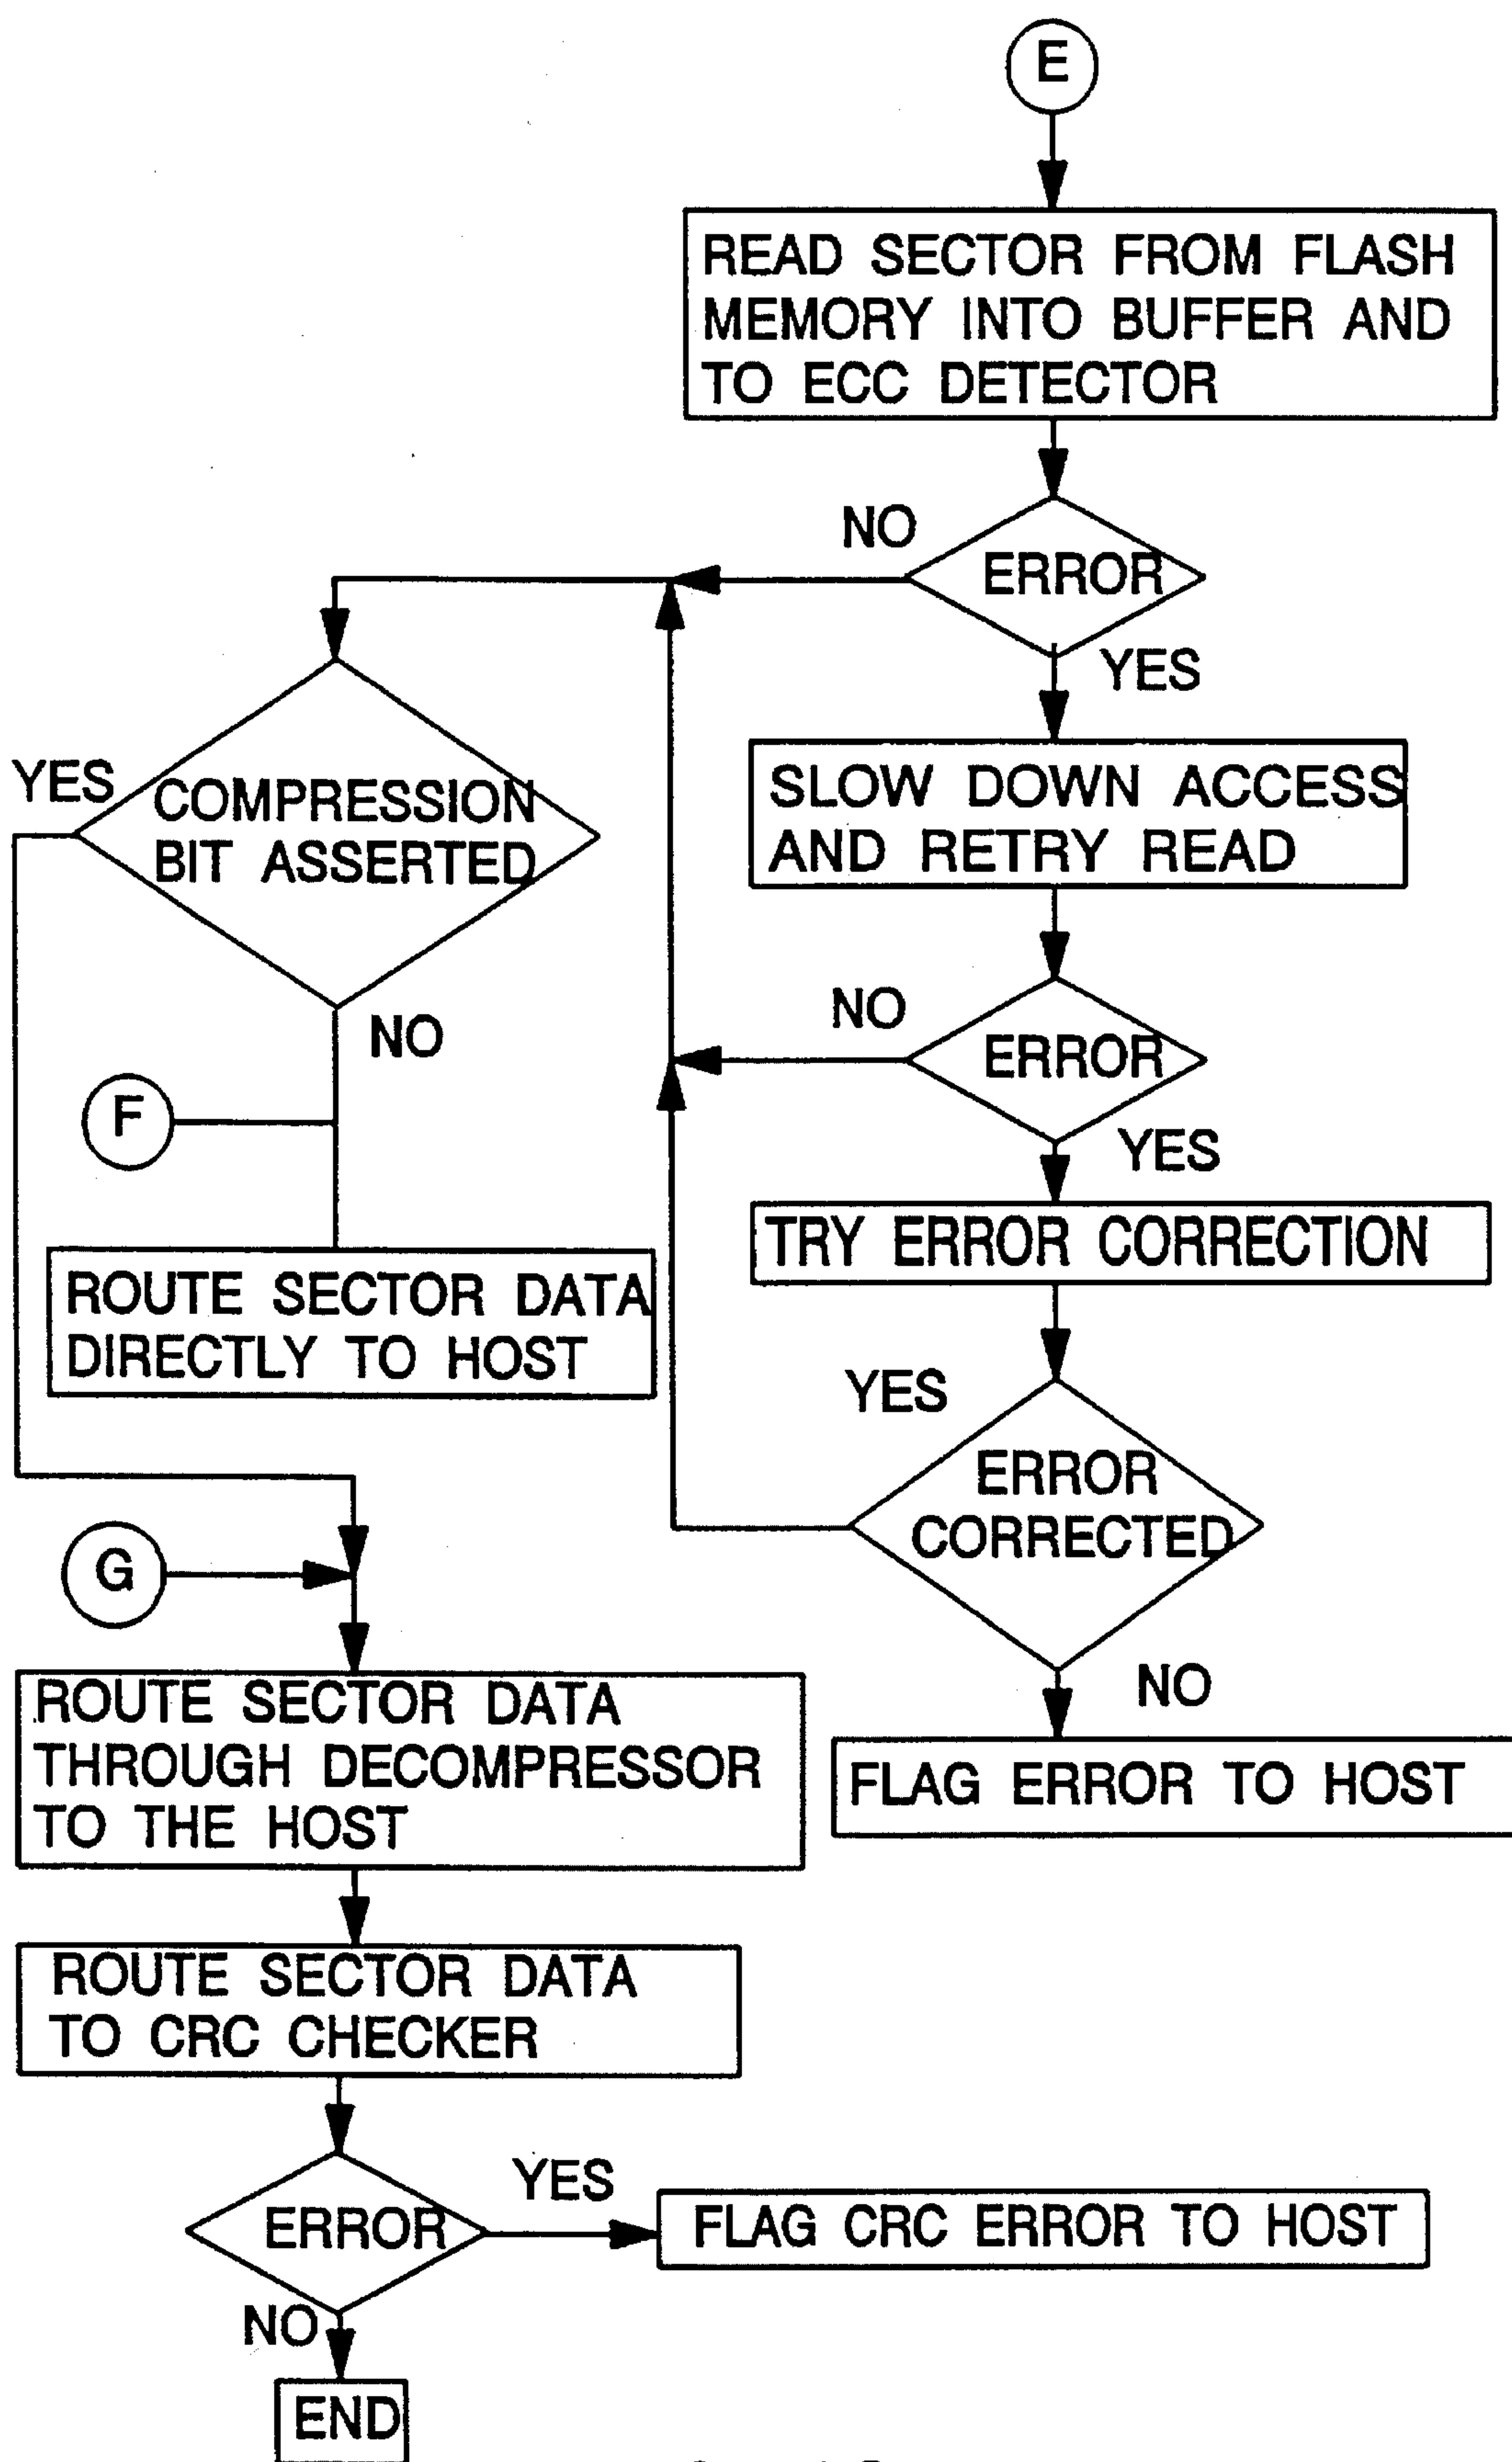 E
READ SECTOR FROM FLASH
MEMORY INTO BUFFER AND
TO ECC DETECTOR
NO
ERROR
YES
SLOW DOWN ACCESS
AND RETRY READ
YES
COMPRESSION
BIT ASSERTED
NO
NO
ERROR
YES
F
TRY ERROR CORRECTION
ROUTE SECTOR DATA
DIRECTLY TO HOST
YES
ERROR
CORRECTED
NO
FLAG ERROR TO HOST
G
ROUTE SECTOR DATA
THROUGH DECOMPRESSOR
TO THE HOST
ROUTE SECTOR DATA
TO CRC CHECKER
ERROR
YES
FLAG CRC ERROR TO HOST
NO
END